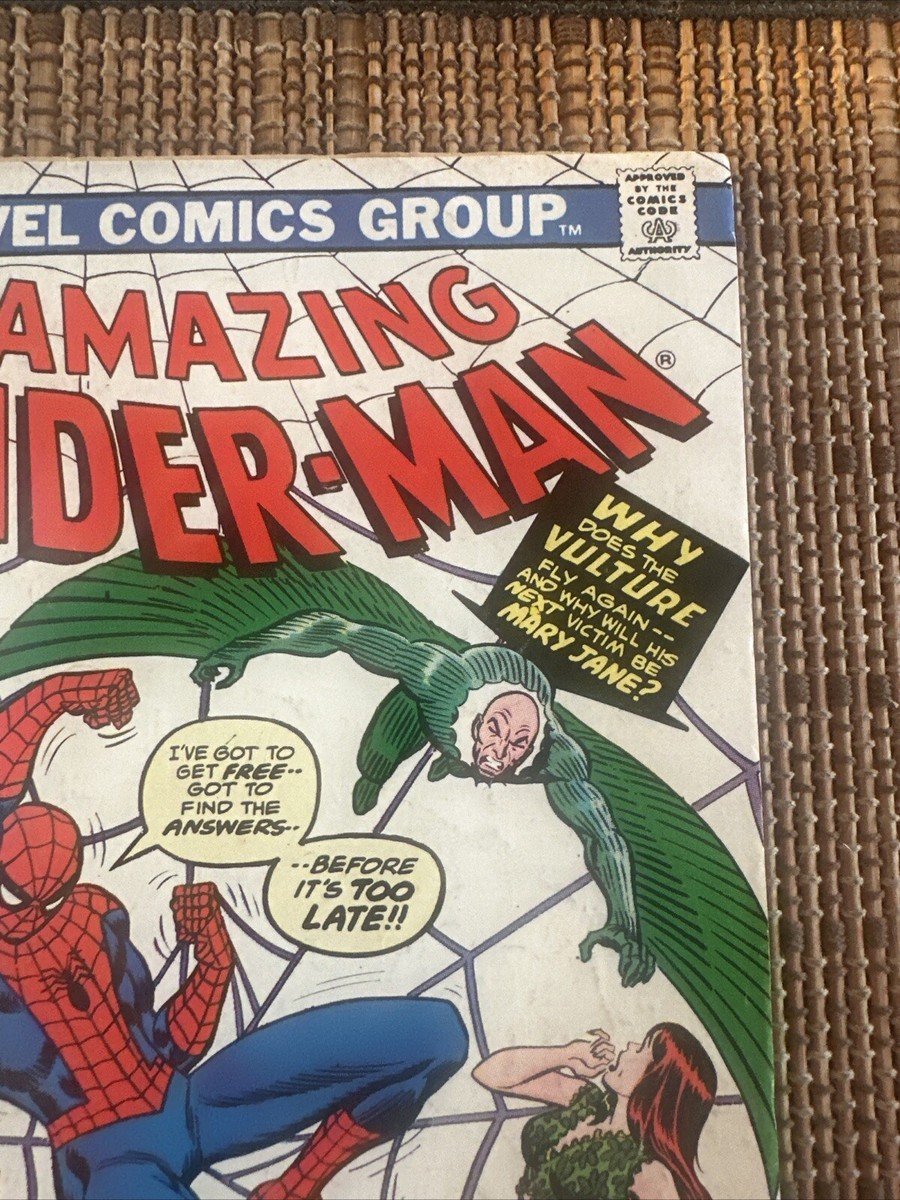 VEL COMICS GROUP TM
APPROVED
BY THE
COMICS
CODE
CA
AUTHORITY
AMAZING
DER-MAN ®
WHY
DOES THE
VULTURE
FLY AGAIN--
AND WHY WILL HIS
NEXT VICTIM BE
MARY JANE?
I'VE GOT TO
GET FREE--
GOT TO
FIND THE
ANSWERS--
--BEFORE
IT'S TOO
LATE!!